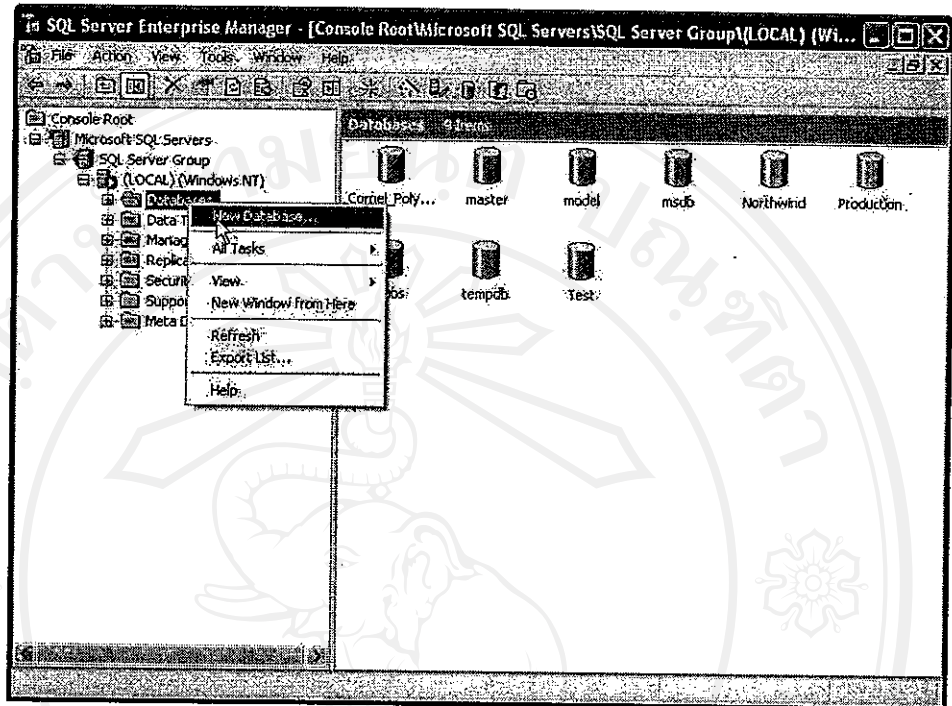 SQL Server Enterprise Manager - [Console Root\Microsoft SQL Servers\SQL Server Group\(LOCAL) (Wi...
File Action View Tools Window Help
Console Root
Microsoft SQL Servers
SQL Server Group
(LOCAL) (Windows NT)
Databases
Data T
Manag
Replica
Securit
Suppor
Meta D
New Database...
All Tasks
View
New Window from Here
Refresh
Export List...
Help
Databases 9 Items
Comel_Poly...
master
model
msdb
Northwind
Production
tempdb
Test